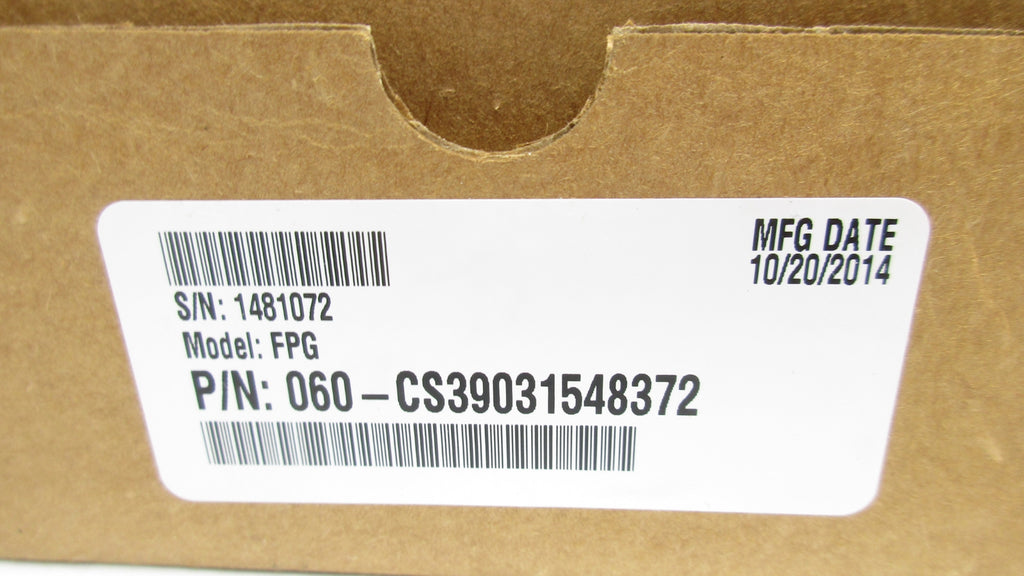 MFG DATE
10/20/2014
S/N: 1481072
Model: FPG
P/N: 060-CS39031548372